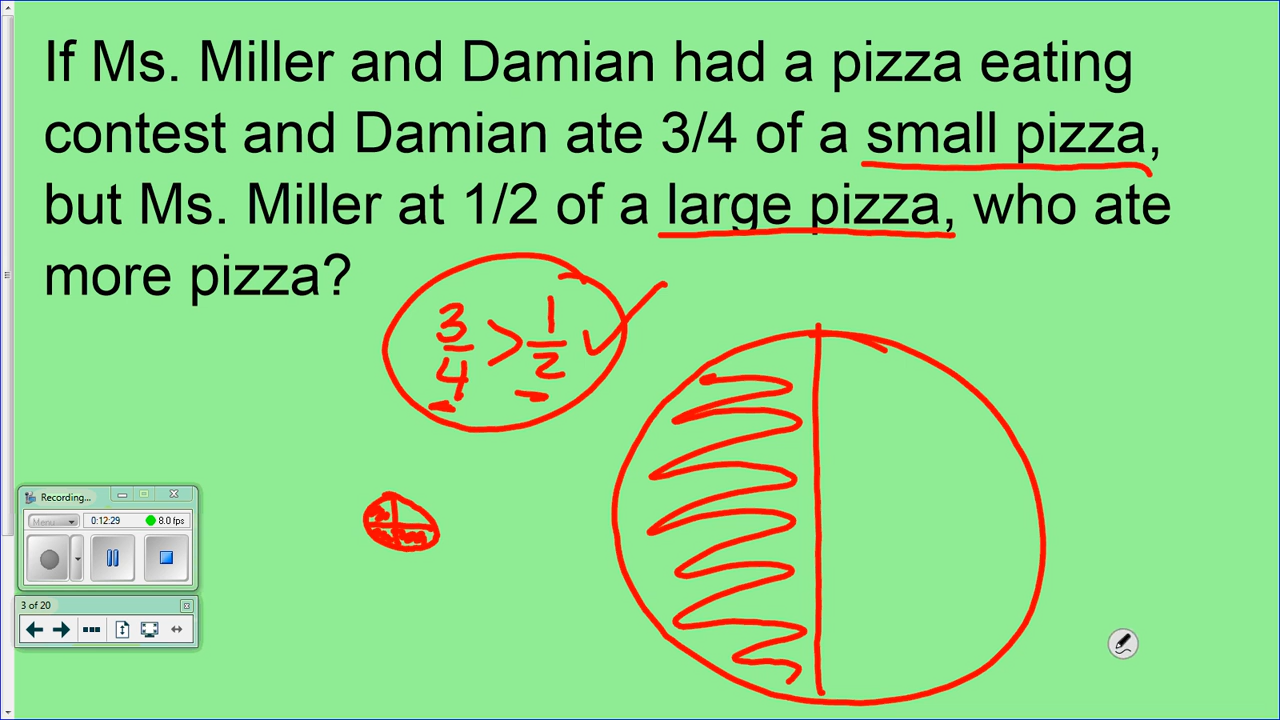 If Ms. Miller and Damian had a pizza eating
contest and Damian ate 3/4 of a small pizza,
but Ms. Miller at 1/2 of a large pizza, who ate
more pizza?
3/4 > 1/2 ✓
Recording...
Menu
0:12:29
8.0 fps
3 of 20